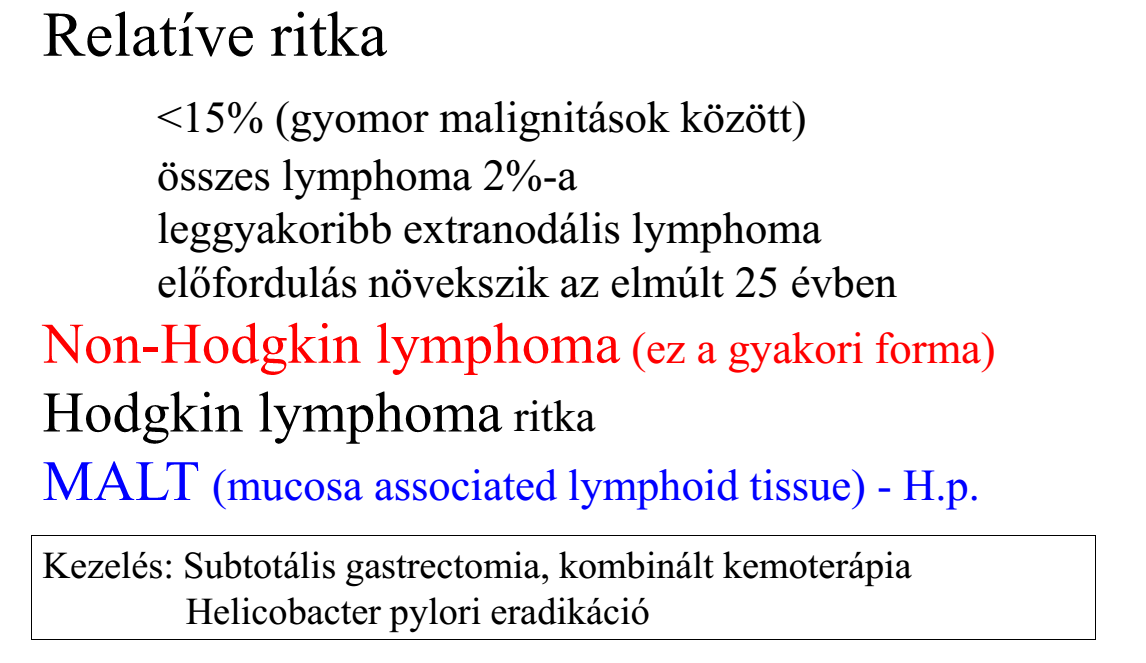 Relatíve ritka
<15% (gyomor malignitások között)
összes lymphoma 2%-a
leggyakoribb extranodális lymphoma
előfordulás növekszik az elmúlt 25 évben
Non-Hodgkin lymphoma (ez a gyakori forma)
Hodgkin lymphoma ritka
MALT (mucosa associated lymphoid tissue) - H.p.
Kezelés: Subtotális gastrectomia, kombinált kemoterápia
Helicobacter pylori eradikáció